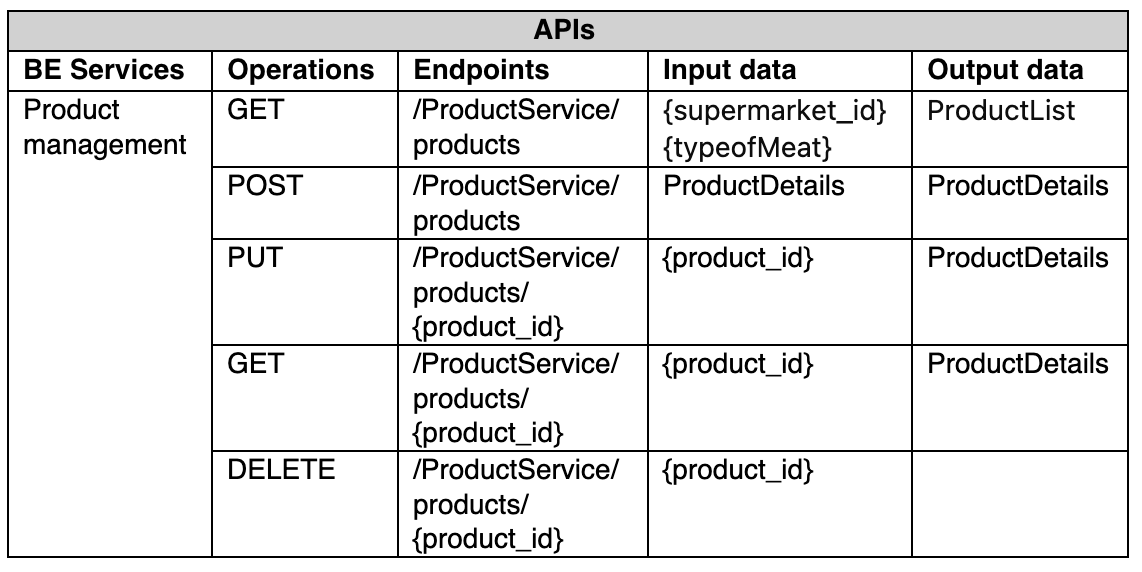 APIs
BE Services Operations Endpoints Input data Output data
Product management GET /ProductService/ products {supermarket_id} {typeofMeat} ProductList
POST /ProductService/ products ProductDetails ProductDetails
PUT /ProductService/ products/ {product_id} {product_id} ProductDetails
GET /ProductService/ products/ {product_id} {product_id} ProductDetails
DELETE /ProductService/ products/ {product_id} {product_id}